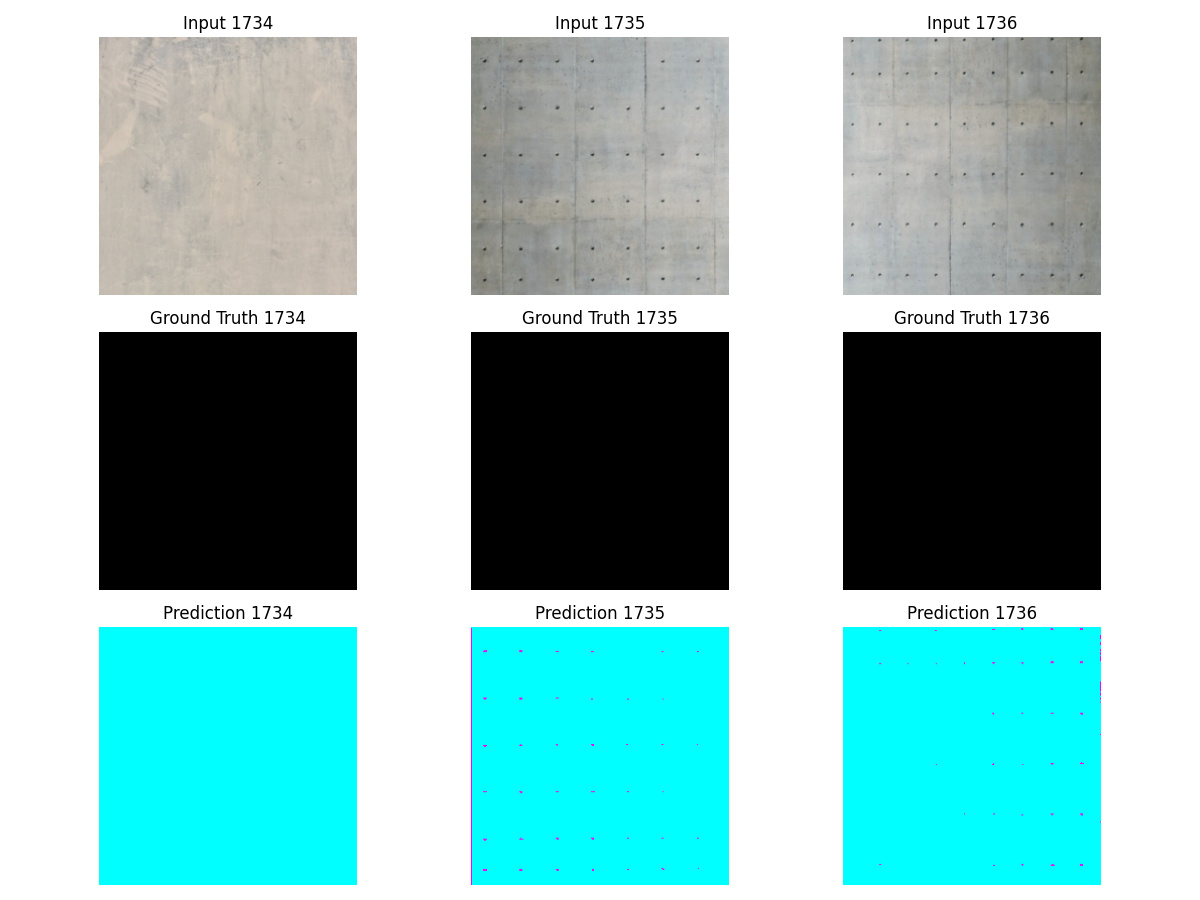 Input 1734
Input 1735
Input 1736
Ground Truth 1734
Ground Truth 1735
Ground Truth 1736
Prediction 1734
Prediction 1735
Prediction 1736